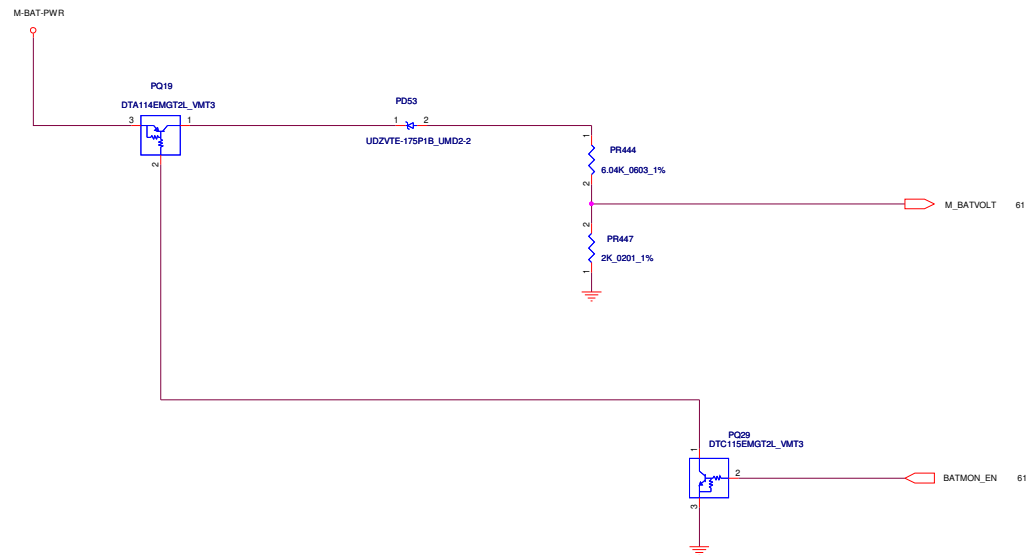 M-BAT-PWR
PQ19
DTA114EMGT2L_VMT3
3
1
2
PD53
1
2
UDZVTE-175P1B_UMD2-2
1
PR444
6.04K_0603_1%
2
M_BATVOLT 61
2
PR447
2K_0201_1%
1
PQ29
DTC115EMGT2L_VMT3
1
2
BATMON_EN 61
3